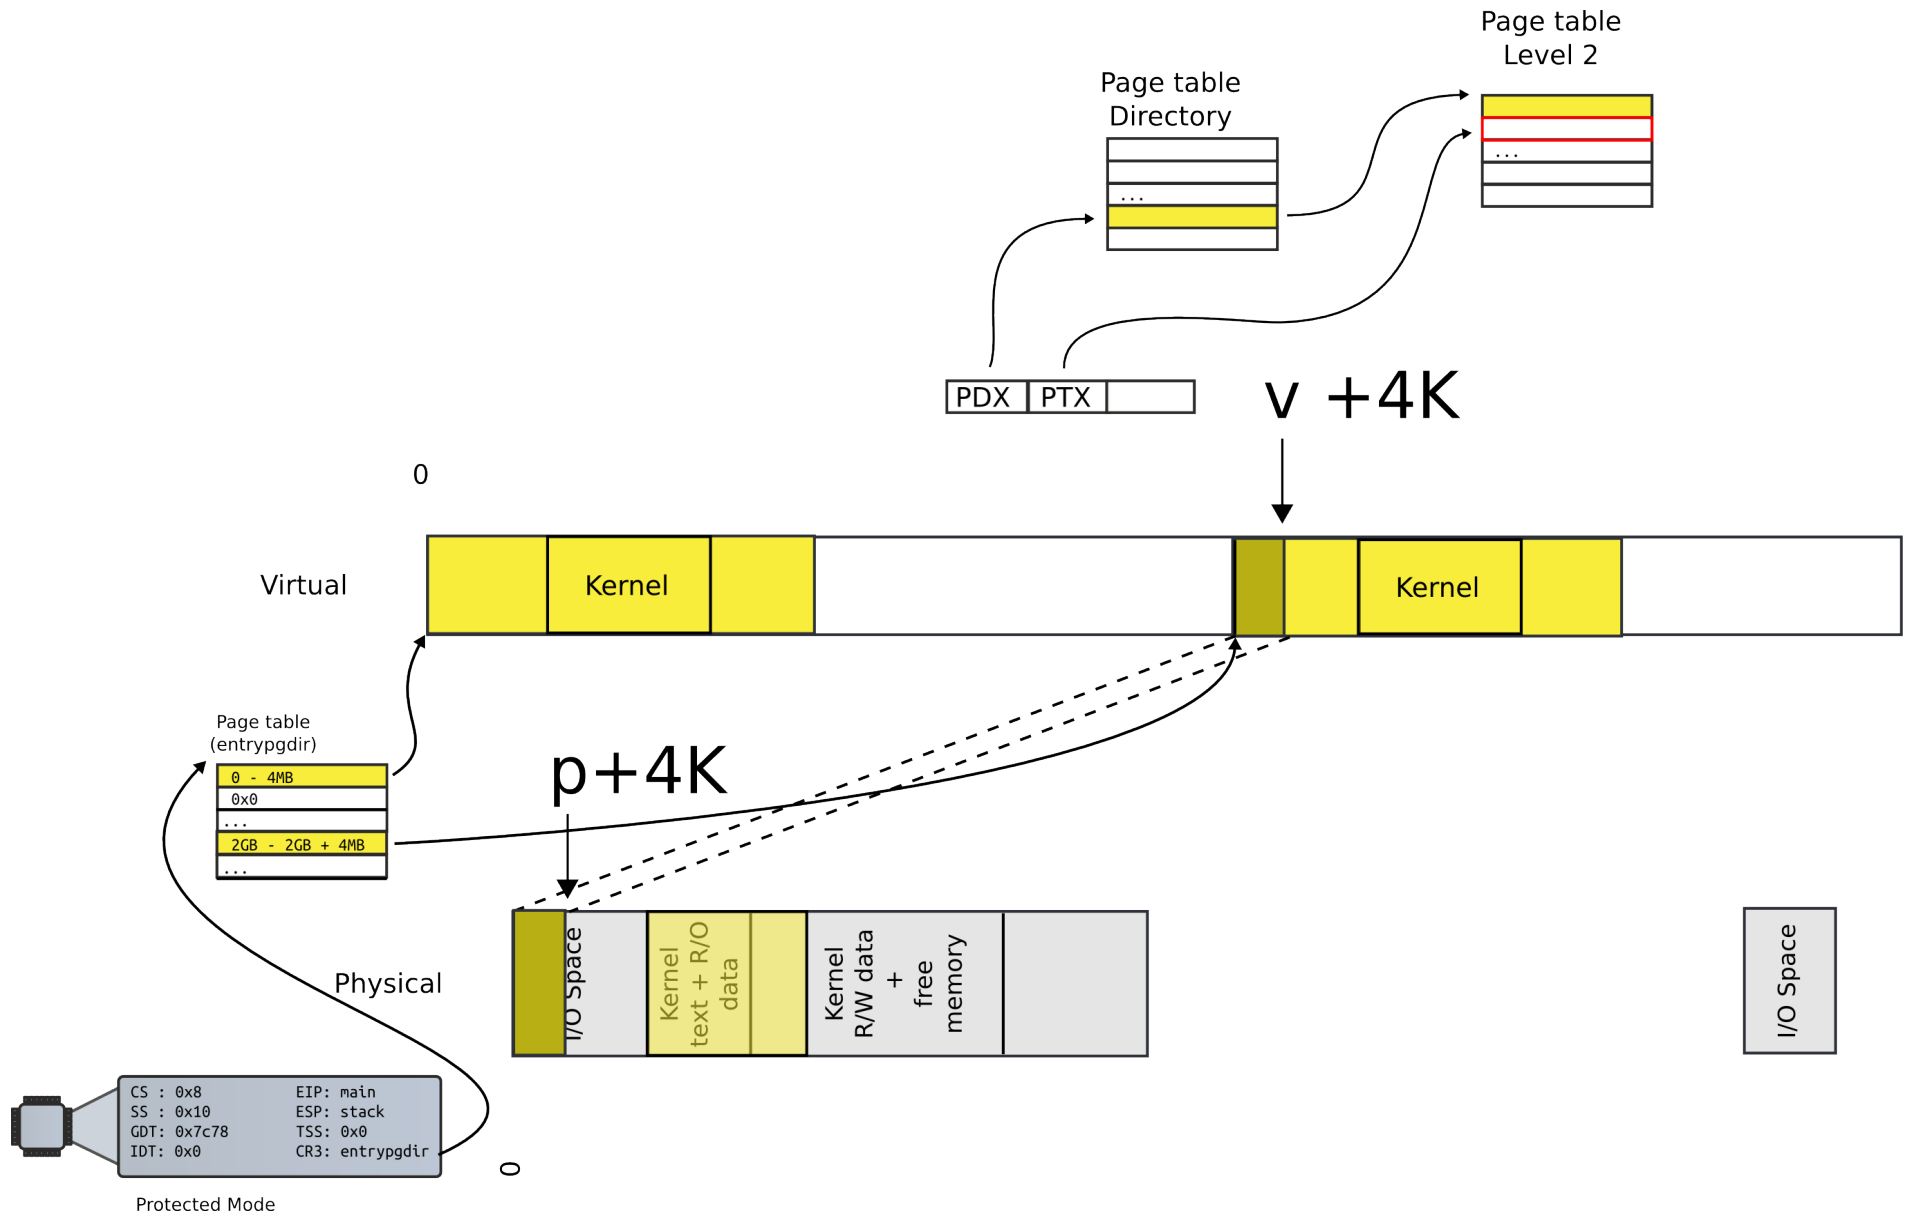 Page table
Level 2
...
Page table
Directory
...
PDX PTX
v +4K
0
Virtual
Kernel
Kernel
Page table
(entrypgdir)
0 - 4MB
0x0
...
2GB - 2GB + 4MB
...
p+4K
Physical
I/O Space
Kernel
text + R/O
data
Kernel
R/W data
+
free
memory
I/O Space
CS : 0x8 EIP: main
SS : 0x10 ESP: stack
GDT: 0x7c78 TSS: 0x0
IDT: 0x0 CR3: entrypgdir
0
Protected Mode